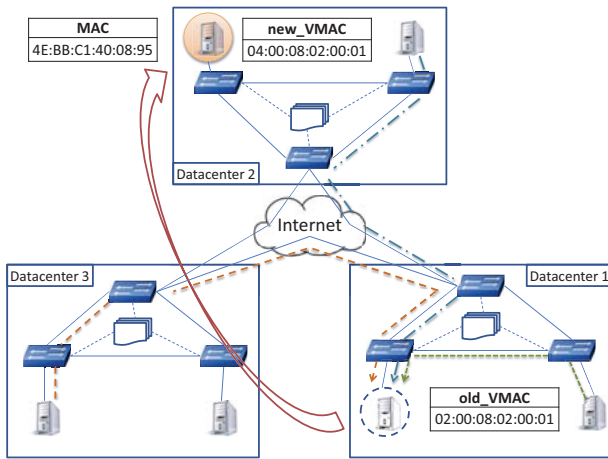 MAC
4E:BB:C1:40:08:95
new_VMAC
04:00:08:02:00:01
Datacenter 2
Internet
Datacenter 3
Datacenter 1
old_VMAC
02:00:08:02:00:01